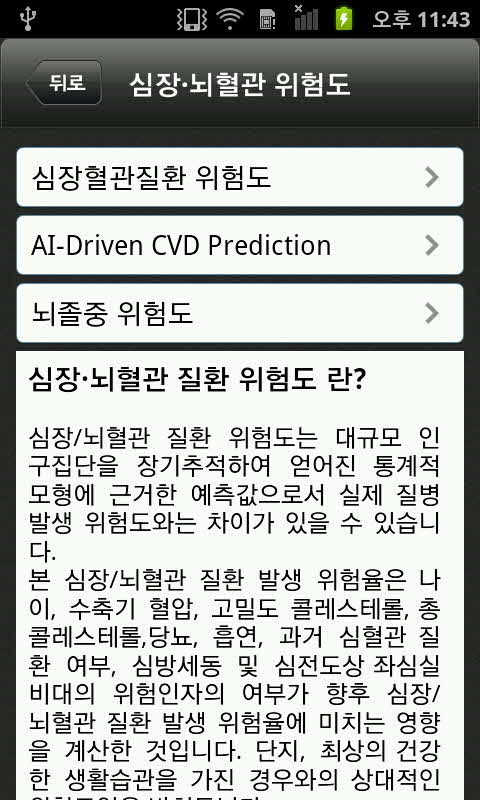 오후 11:43
뒤로
심장·뇌혈관 위험도
심장혈관질환 위험도
AI-Driven CVD Prediction
뇌졸중 위험도
심장·뇌혈관 질환 위험도 란?
심장/뇌혈관 질환 위험도는 대규모 인
구집단을 장기추적하여 얻어진 통계적
모형에 근거한 예측값으로서 실제 질병
발생 위험도와는 차이가 있을 수 있습니
다.
본 심장/뇌혈관 질환 발생 위험율은 나
이, 수축기 혈압, 고밀도 콜레스테롤, 총
콜레스테롤,당뇨, 흡연, 과거 심혈관 질
환 여부, 심방세동 및 심전도상 좌심실
비대의 위험인자의 여부가 향후 심장/
뇌혈관 질환 발생 위험율에 미치는 영향
을 계산한 것입니다. 단지, 최상의 건강
한 생활습관을 가진 경우와의 상대적인